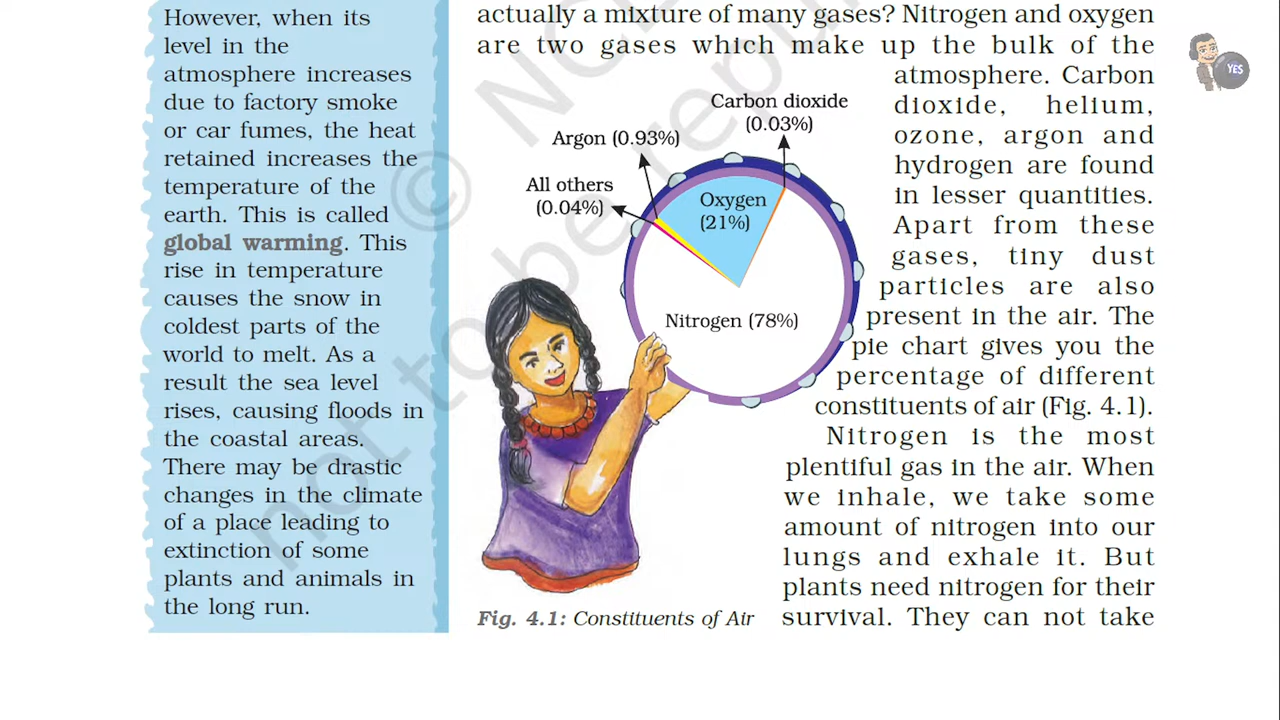 However, when its
level in the
atmosphere increases
due to factory smoke
or car fumes, the heat
retained increases the
temperature of the
earth. This is called
global warming. This
rise in temperature
causes the snow in
coldest parts of the
world to melt. As a
result the sea level
rises, causing floods in
the coastal areas.
There may be drastic
changes in the climate
of a place leading to
extinction of some
plants and animals in
the long run.
actually a mixture of many gases? Nitrogen and oxygen
are two gases which make up the bulk of the
atmosphere. Carbon
dioxide, helium,
ozone, argon and
hydrogen are found
in lesser quantities.
Apart from these
gases, tiny dust
particles are also
present in the air. The
pie chart gives you the
percentage of different
constituents of air (Fig. 4.1).
Nitrogen is the most
plentiful gas in the air. When
we inhale, we take some
amount of nitrogen into our
lungs and exhale it. But
plants need nitrogen for their
survival. They can not take
Carbon dioxide
(0.03%)
Argon (0.93%)
All others
(0.04%)
Oxygen
(21%)
Nitrogen (78%)
Fig. 4.1: Constituents of Air
YES
not to be repu
© NC